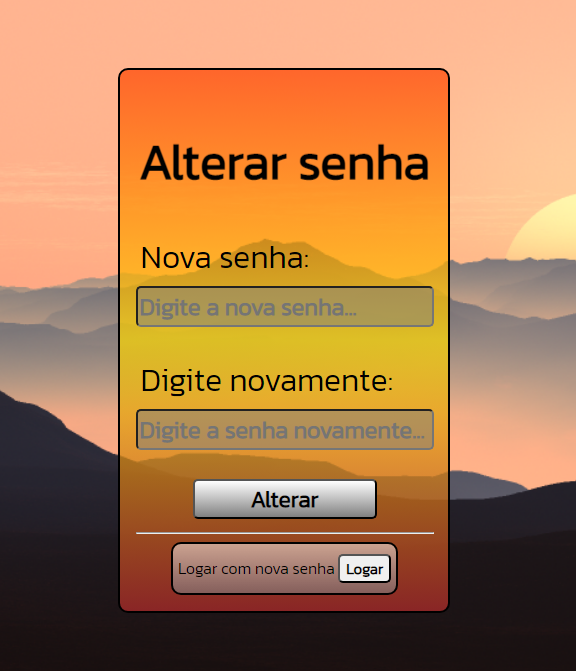 Alterar senha
Nova senha:
Digite a nova senha...
Digite novamente:
Digite a senha novamente...
Alterar
Logar com nova senha Logar